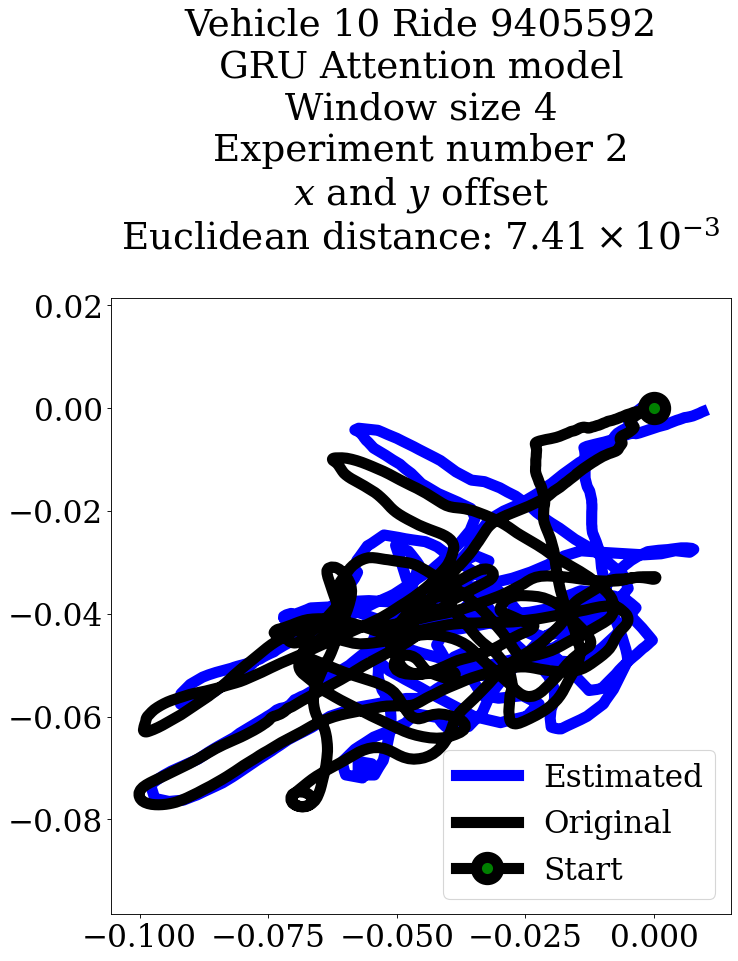 Vehicle 10 Ride 9405592
GRU Attention model
Window size 4
Experiment number 2
x and y offset
Euclidean distance: 7.41 × 10⁻³
0.02
0.00
−0.02
−0.04
−0.06
−0.08
Estimated
Original
Start
−0.100 −0.075 −0.050 −0.025 0.000